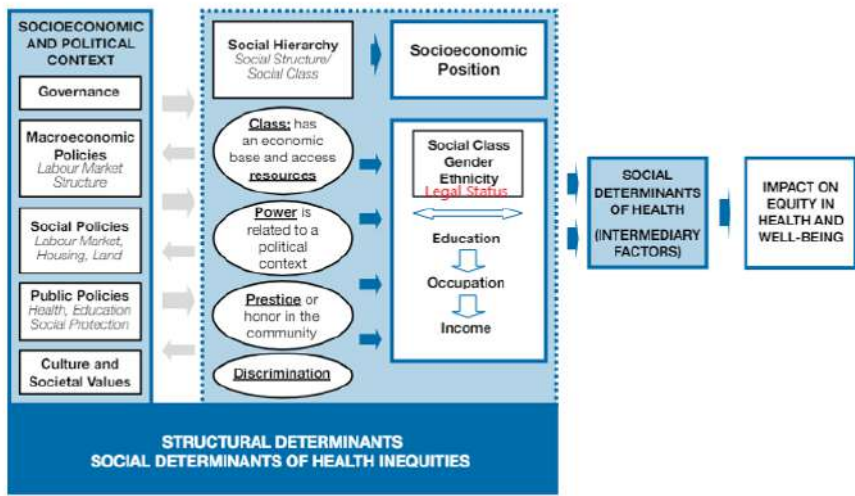 SOCIOECONOMIC
AND POLITICAL
CONTEXT
Governance
Macroeconomic
Policies
Labour Market
Structure
Social Policies
Labour Market,
Housing, Land
Public Policies
Health, Education
Social Protection
Culture and
Societal Values
Social Hierarchy
Social Structure/
Social Class
Class: has
an economic
base and access
resources
Power is
related to a
political
context
Prestige or
honor in the
community
Discrimination
Socioeconomic
Position
Social Class
Gender
Ethnicity
Legal Status
Education
Occupation
Income
SOCIAL
DETERMINANTS
OF HEALTH
(INTERMEDIARY
FACTORS)
IMPACT ON
EQUITY IN
HEALTH AND
WELL-BEING
STRUCTURAL DETERMINANTS
SOCIAL DETERMINANTS OF HEALTH INEQUITIES